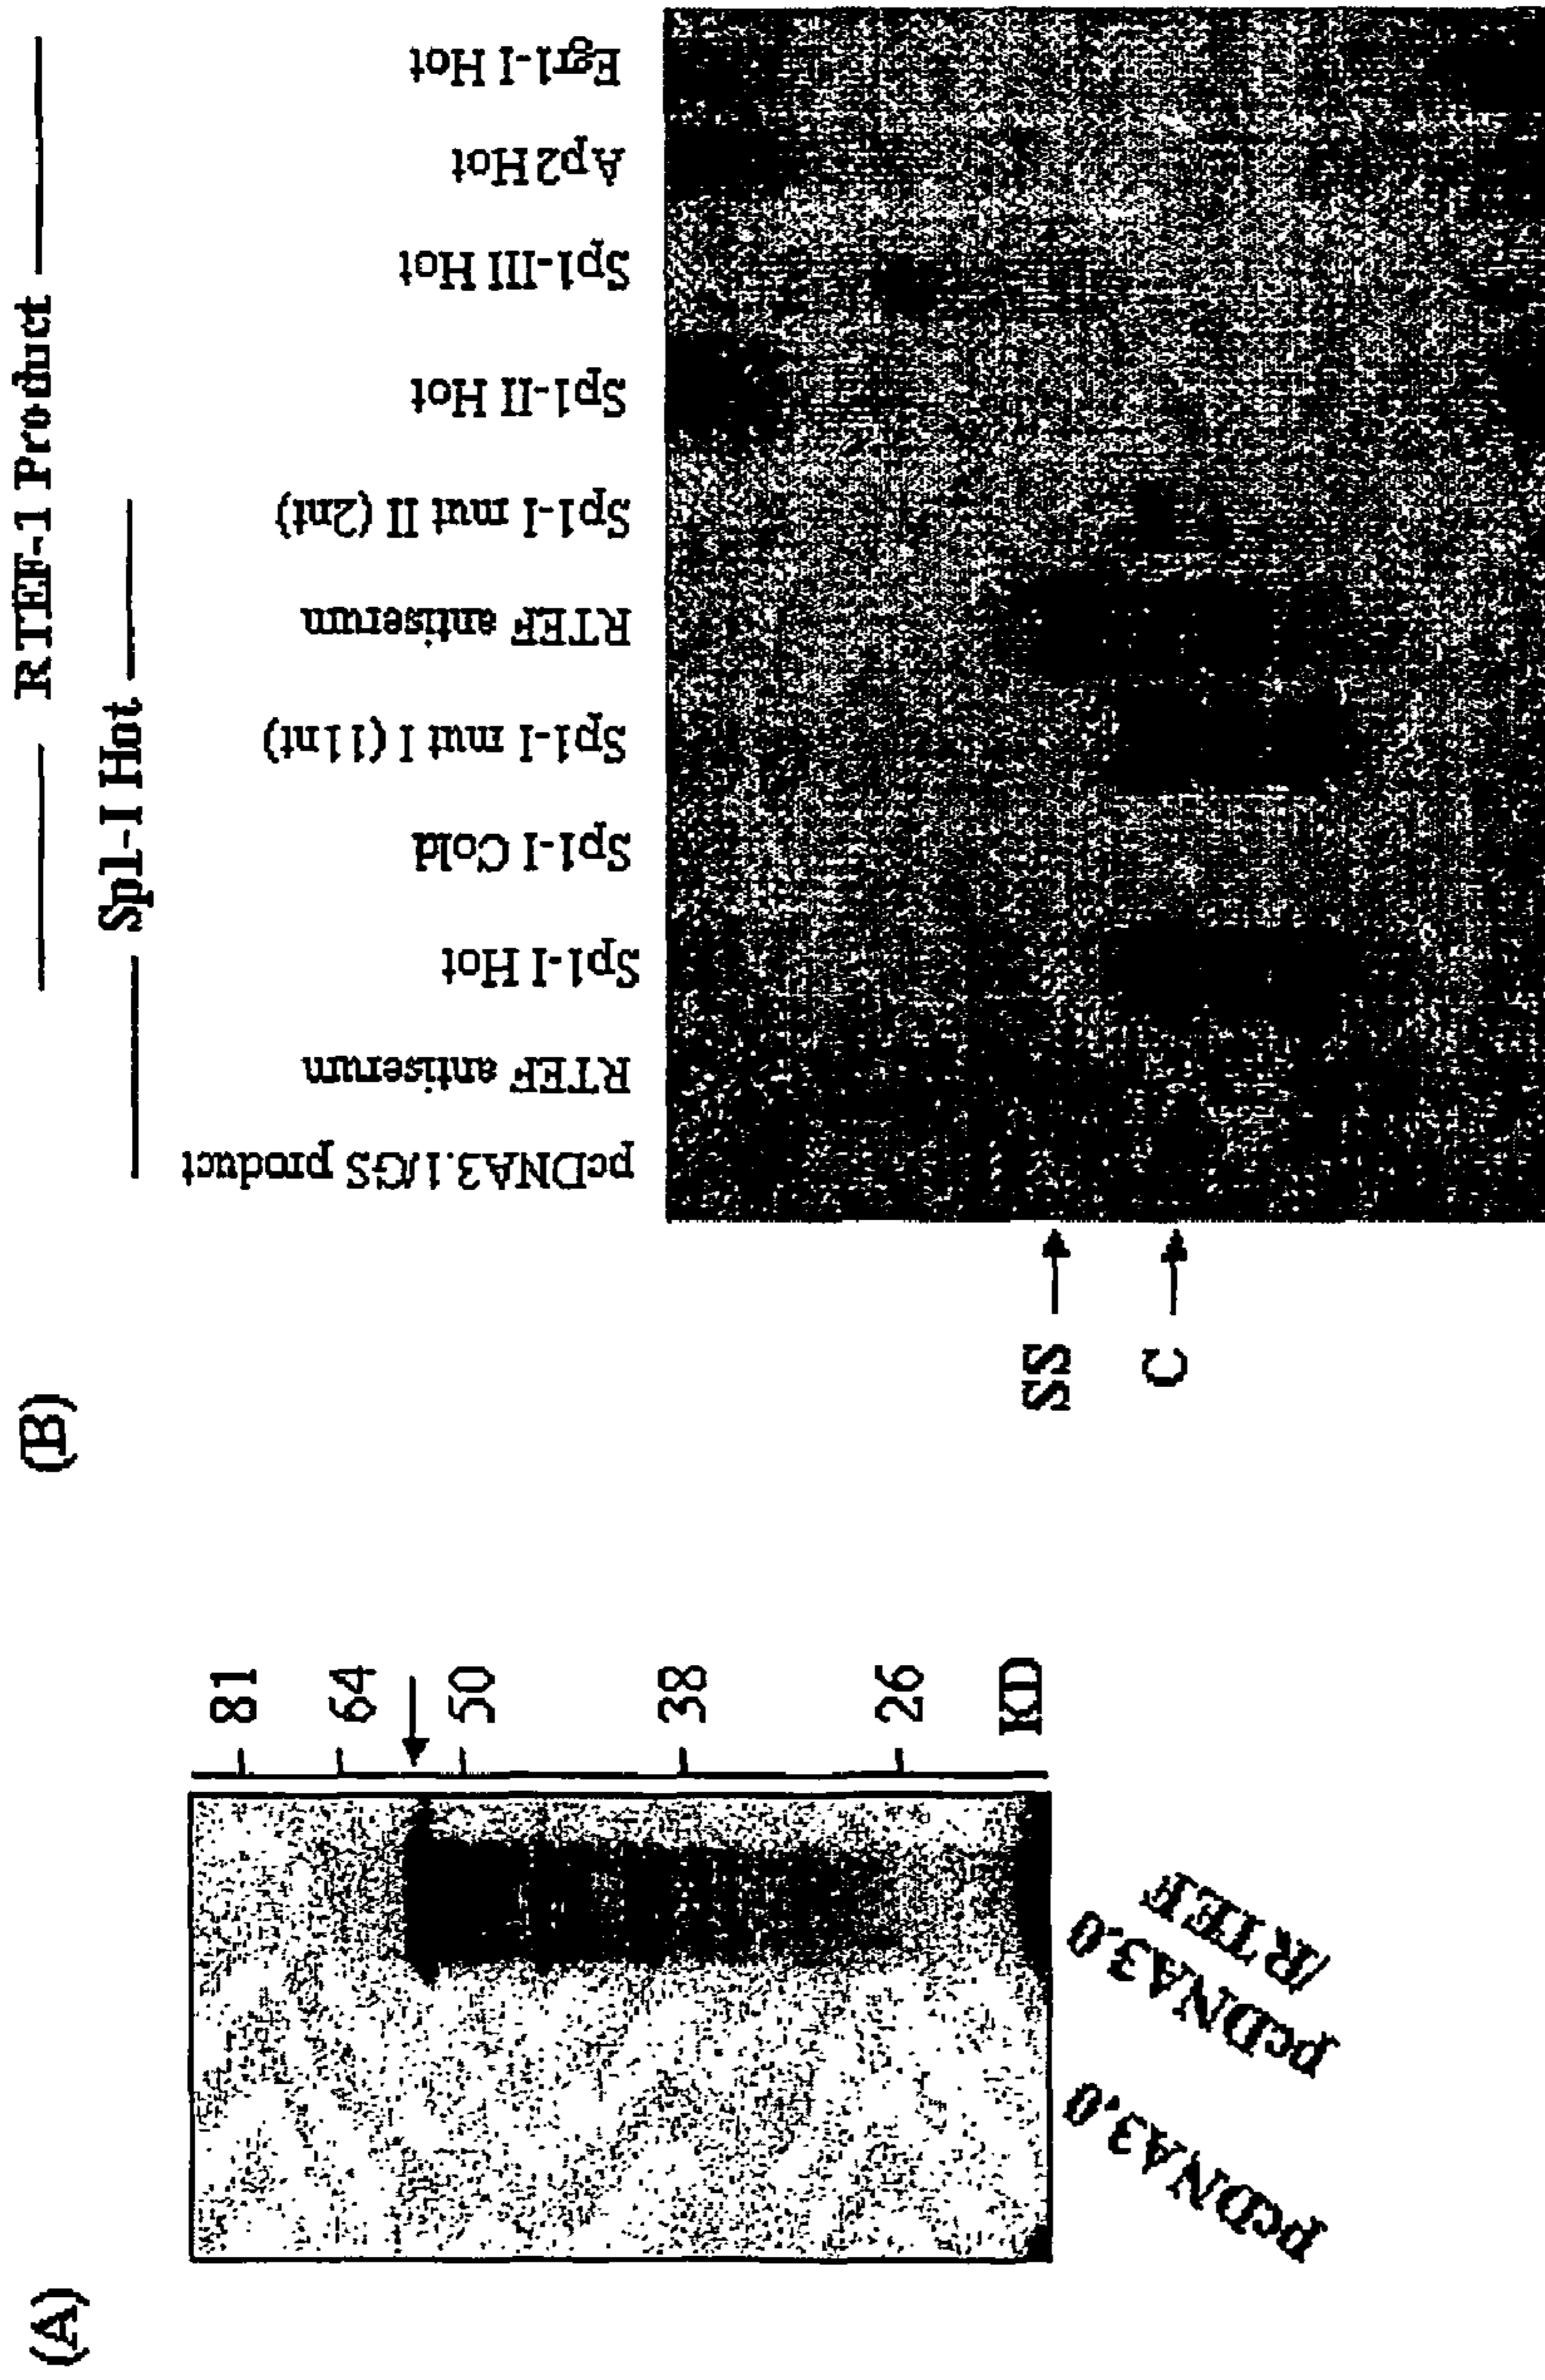 (A)
81
64
50
38
26
KD
pcDNA3.0
pcDNA3.0
/RTEF
(B)
RTEF-1 Product
Sp1-I Hot
pcDNA3.1/GS product
RTEF antiserum
Sp1-I Hot
Sp1-I Cold
Sp1-I mut I (11nt)
RTEF antiserum
Sp1-I mut II (2nt)
Sp1-II Hot
Sp1-III Hot
Ap2 Hot
Egr1-I Hot
SS
C